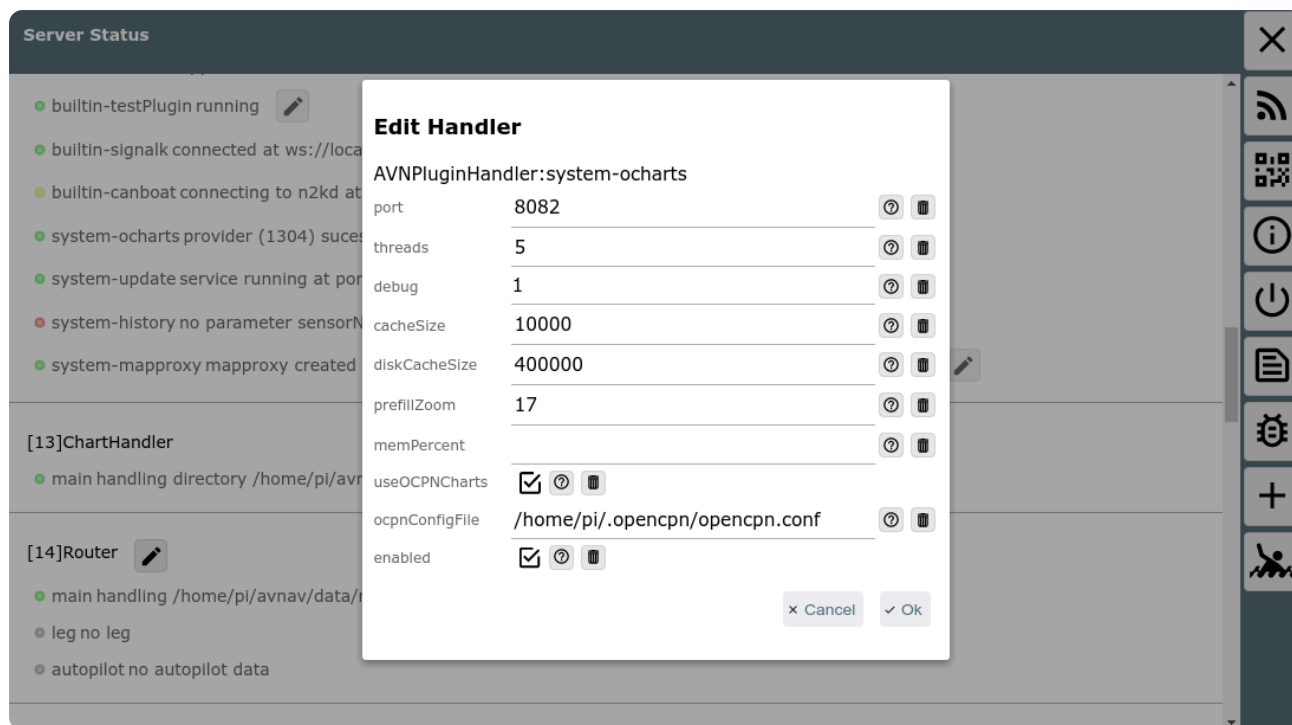 Server Status
builtin-testPlugin running
builtin-signalk connected at ws://loca
builtin-canboat connecting to n2kd at
system-ocharts provider (1304) suces
system-update service running at por
system-history no parameter sensorN
system-mapproxy mapproxy created
[13]ChartHandler
main handling directory /home/pi/avn
[14]Router
main handling /home/pi/avnav/data/r
leg no leg
autopilot no autopilot data
Edit Handler
AVNPluginHandler:system-ocharts
port 8082
threads 5
debug 1
cacheSize 10000
diskCacheSize 400000
prefillZoom 17
memPercent
useOCPNCharts
ocpnConfigFile /home/pi/.opencpn/opencpn.conf
enabled
× Cancel ✓ Ok